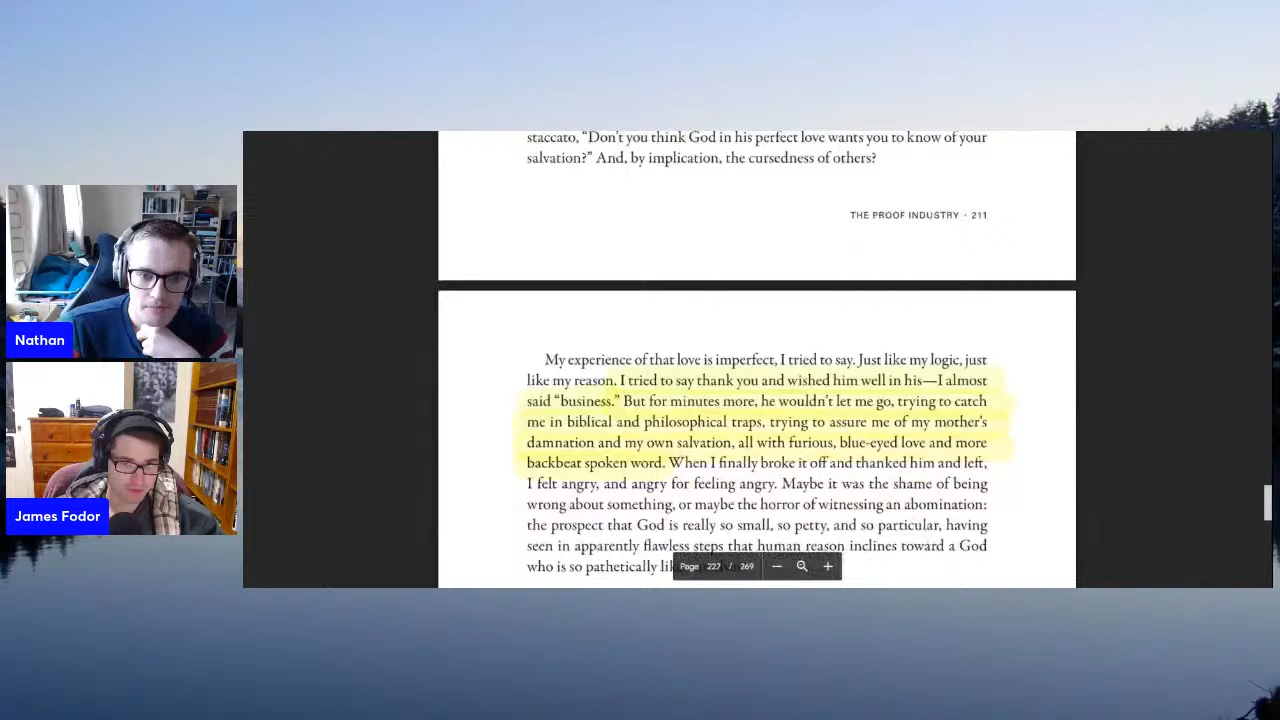 staccato, “Don’t you think God in his perfect love wants you to know of your
salvation?” And, by implication, the cursedness of others?
THE PROOF INDUSTRY · 211
My experience of that love is imperfect, I tried to say. Just like my logic, just
like my reason. I tried to say thank you and wished him well in his—I almost
said “business.” But for minutes more, he wouldn’t let me go, trying to catch
me in biblical and philosophical traps, trying to assure me of my mother’s
damnation and my own salvation, all with furious, blue-eyed love and more
backbeat spoken word. When I finally broke it off and thanked him and left,
I felt angry, and angry for feeling angry. Maybe it was the shame of being
wrong about something, or maybe the horror of witnessing an abomination:
the prospect that God is really so small, so petty, and so particular, having
seen in apparently flawless steps that human reason inclines toward a God
who is so pathetically
Page 227 / 269
Nathan
James Fodor